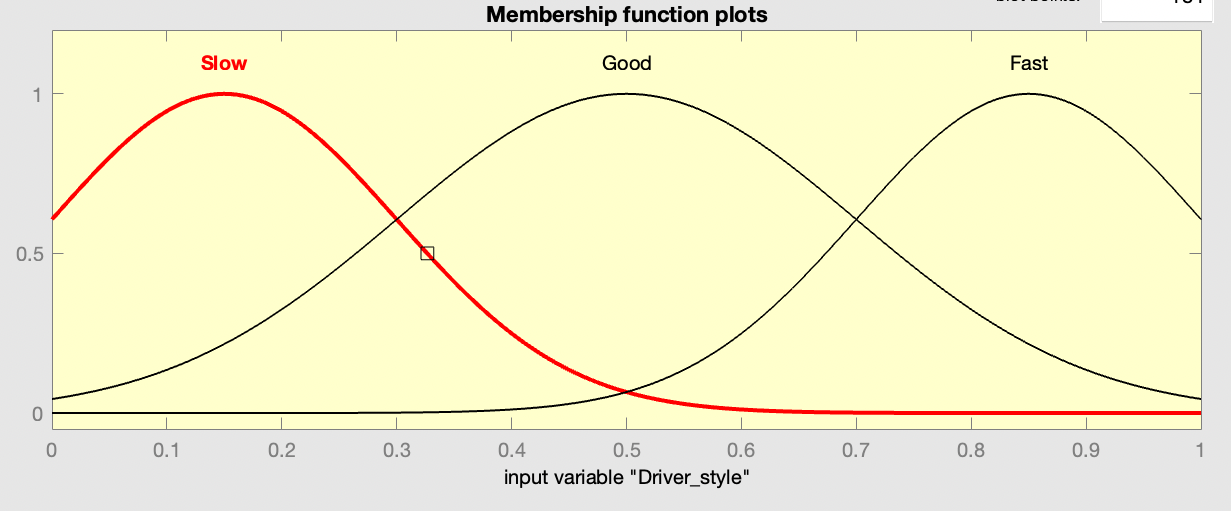 Membership function plots
Slow Good Fast
1
0.5
0
0 0.1 0.2 0.3 0.4 0.5 0.6 0.7 0.8 0.9 1
input variable "Driver_style"